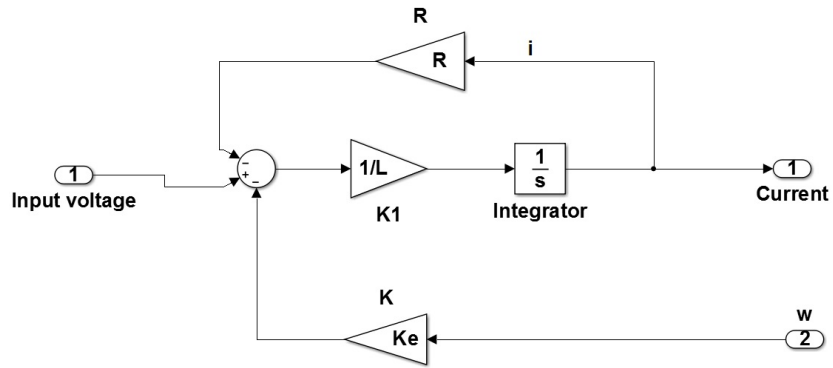 R
R
i
−
+
−
1
Input voltage
1/L
K1
1
s
Integrator
1
Current
K
Ke
w
2